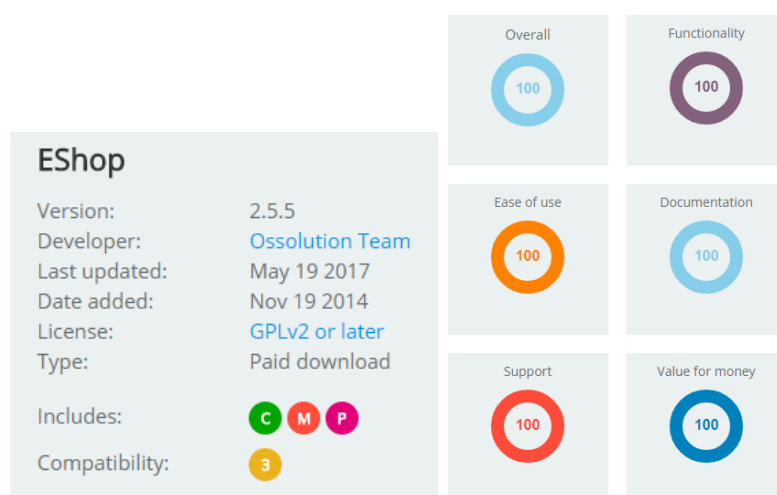 EShop
Version: 2.5.5
Developer: Ossolution Team
Last updated: May 19 2017
Date added: Nov 19 2014
License: GPLv2 or later
Type: Paid download
Includes: C M P
Compatibility: 3
Overall
100
Functionality
100
Ease of use
100
Documentation
100
Support
100
Value for money
100